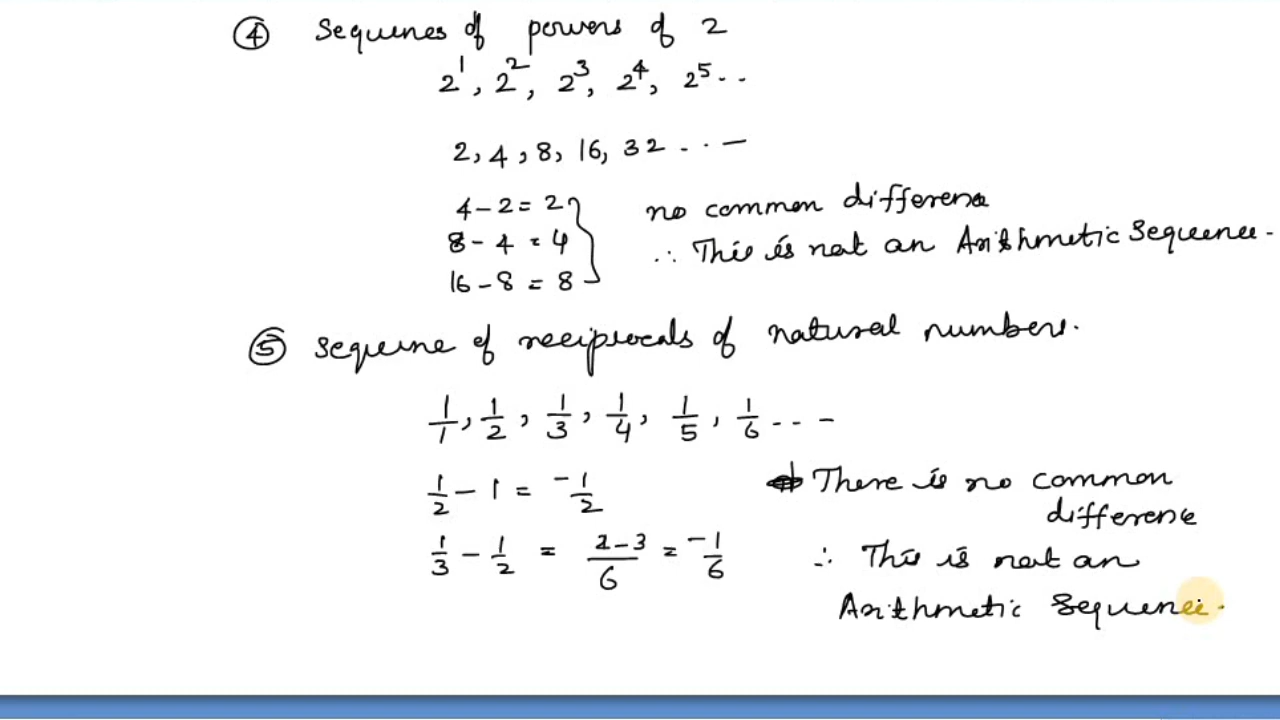 ④ Sequenes of powers of 2
2¹, 2², 2³, 2⁴, 2⁵ . .
2, 4, 8, 16, 32 . . . —
4 - 2 = 2
8 - 4 = 4
16 - 8 = 8
no common difference
∴ This is not an Arithmetic Sequence.
⑤ Sequene of reciprocals of natural numbers.
1/1, 1/2, 1/3, 1/4, 1/5, 1/6 . . . —
1/2 - 1 = -1/2
1/3 - 1/2 = 2-3/6 = -1/6
There is no common
difference
∴ This is not an
Arithmetic Sequence.